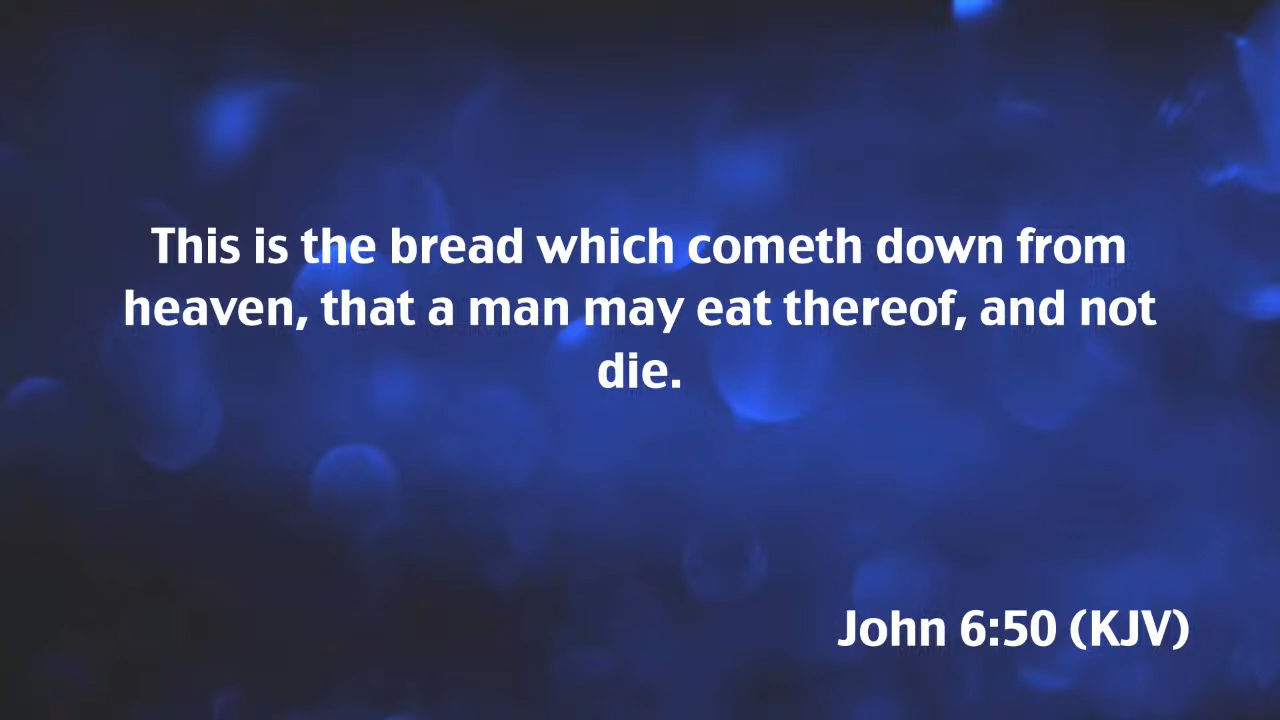 This is the bread which cometh down from
heaven, that a man may eat thereof, and not
die.
John 6:50 (KJV)